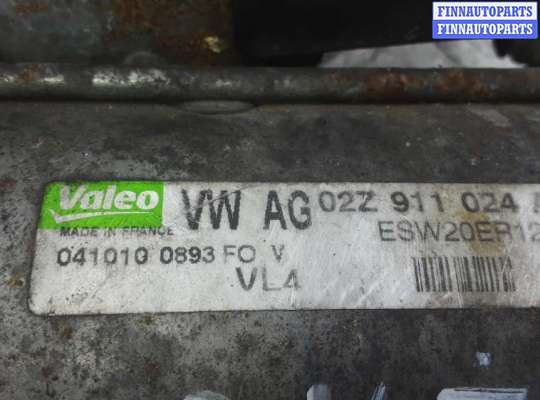 FINNAUTOPARTS
FINNAUTOPARTS
Valeo VW AG 02Z 911 024
MADE IN FRANCE ESW20ER12
041010 0893 FO V
VL4